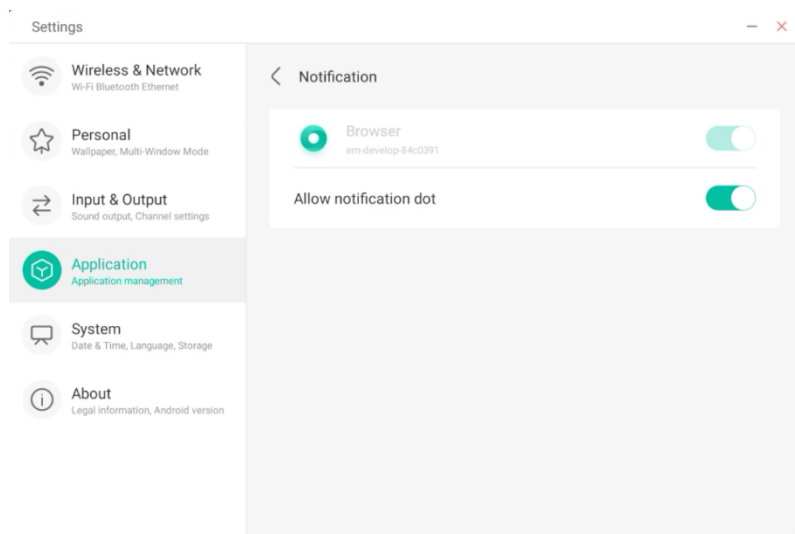 Settings
Wireless & Network
Wi-Fi Bluetooth Ethernet
Personal
Wallpaper, Multi-Window Mode
Input & Output
Sound output, Channel settings
Application
Application management
System
Date & Time, Language, Storage
About
Legal information, Android version
Notification
Browser
em-develop-84c0391
Allow notification dot